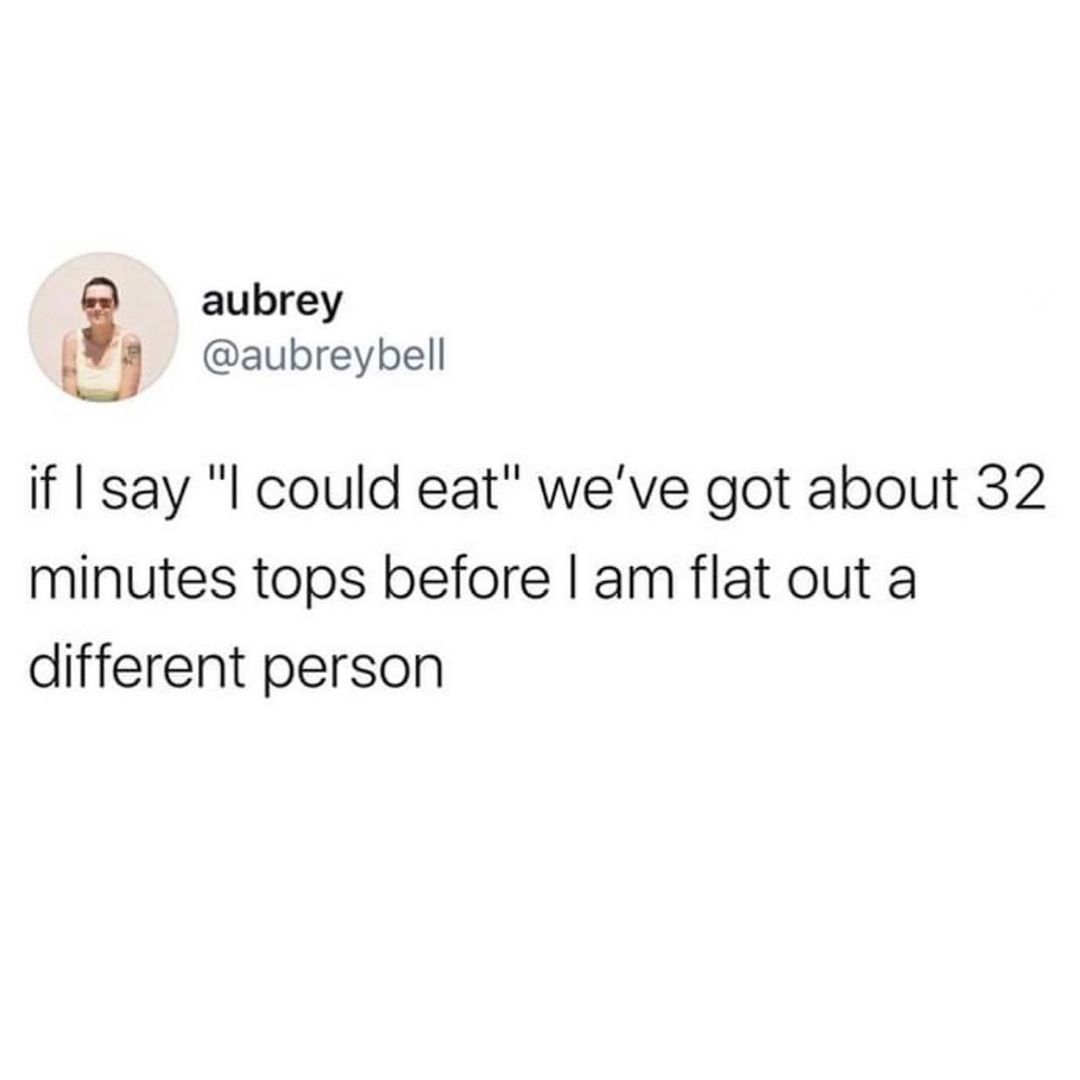 aubrey
@aubreybell
if I say "I could eat" we've got about 32
minutes tops before I am flat out a
different person